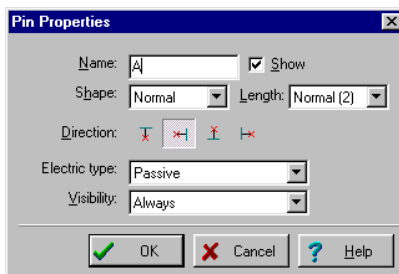 Pin Properties
Name: A Show
Shape: Normal Length: Normal (2)
Direction:
Electric type: Passive
Visibility: Always
OK Cancel ? Help